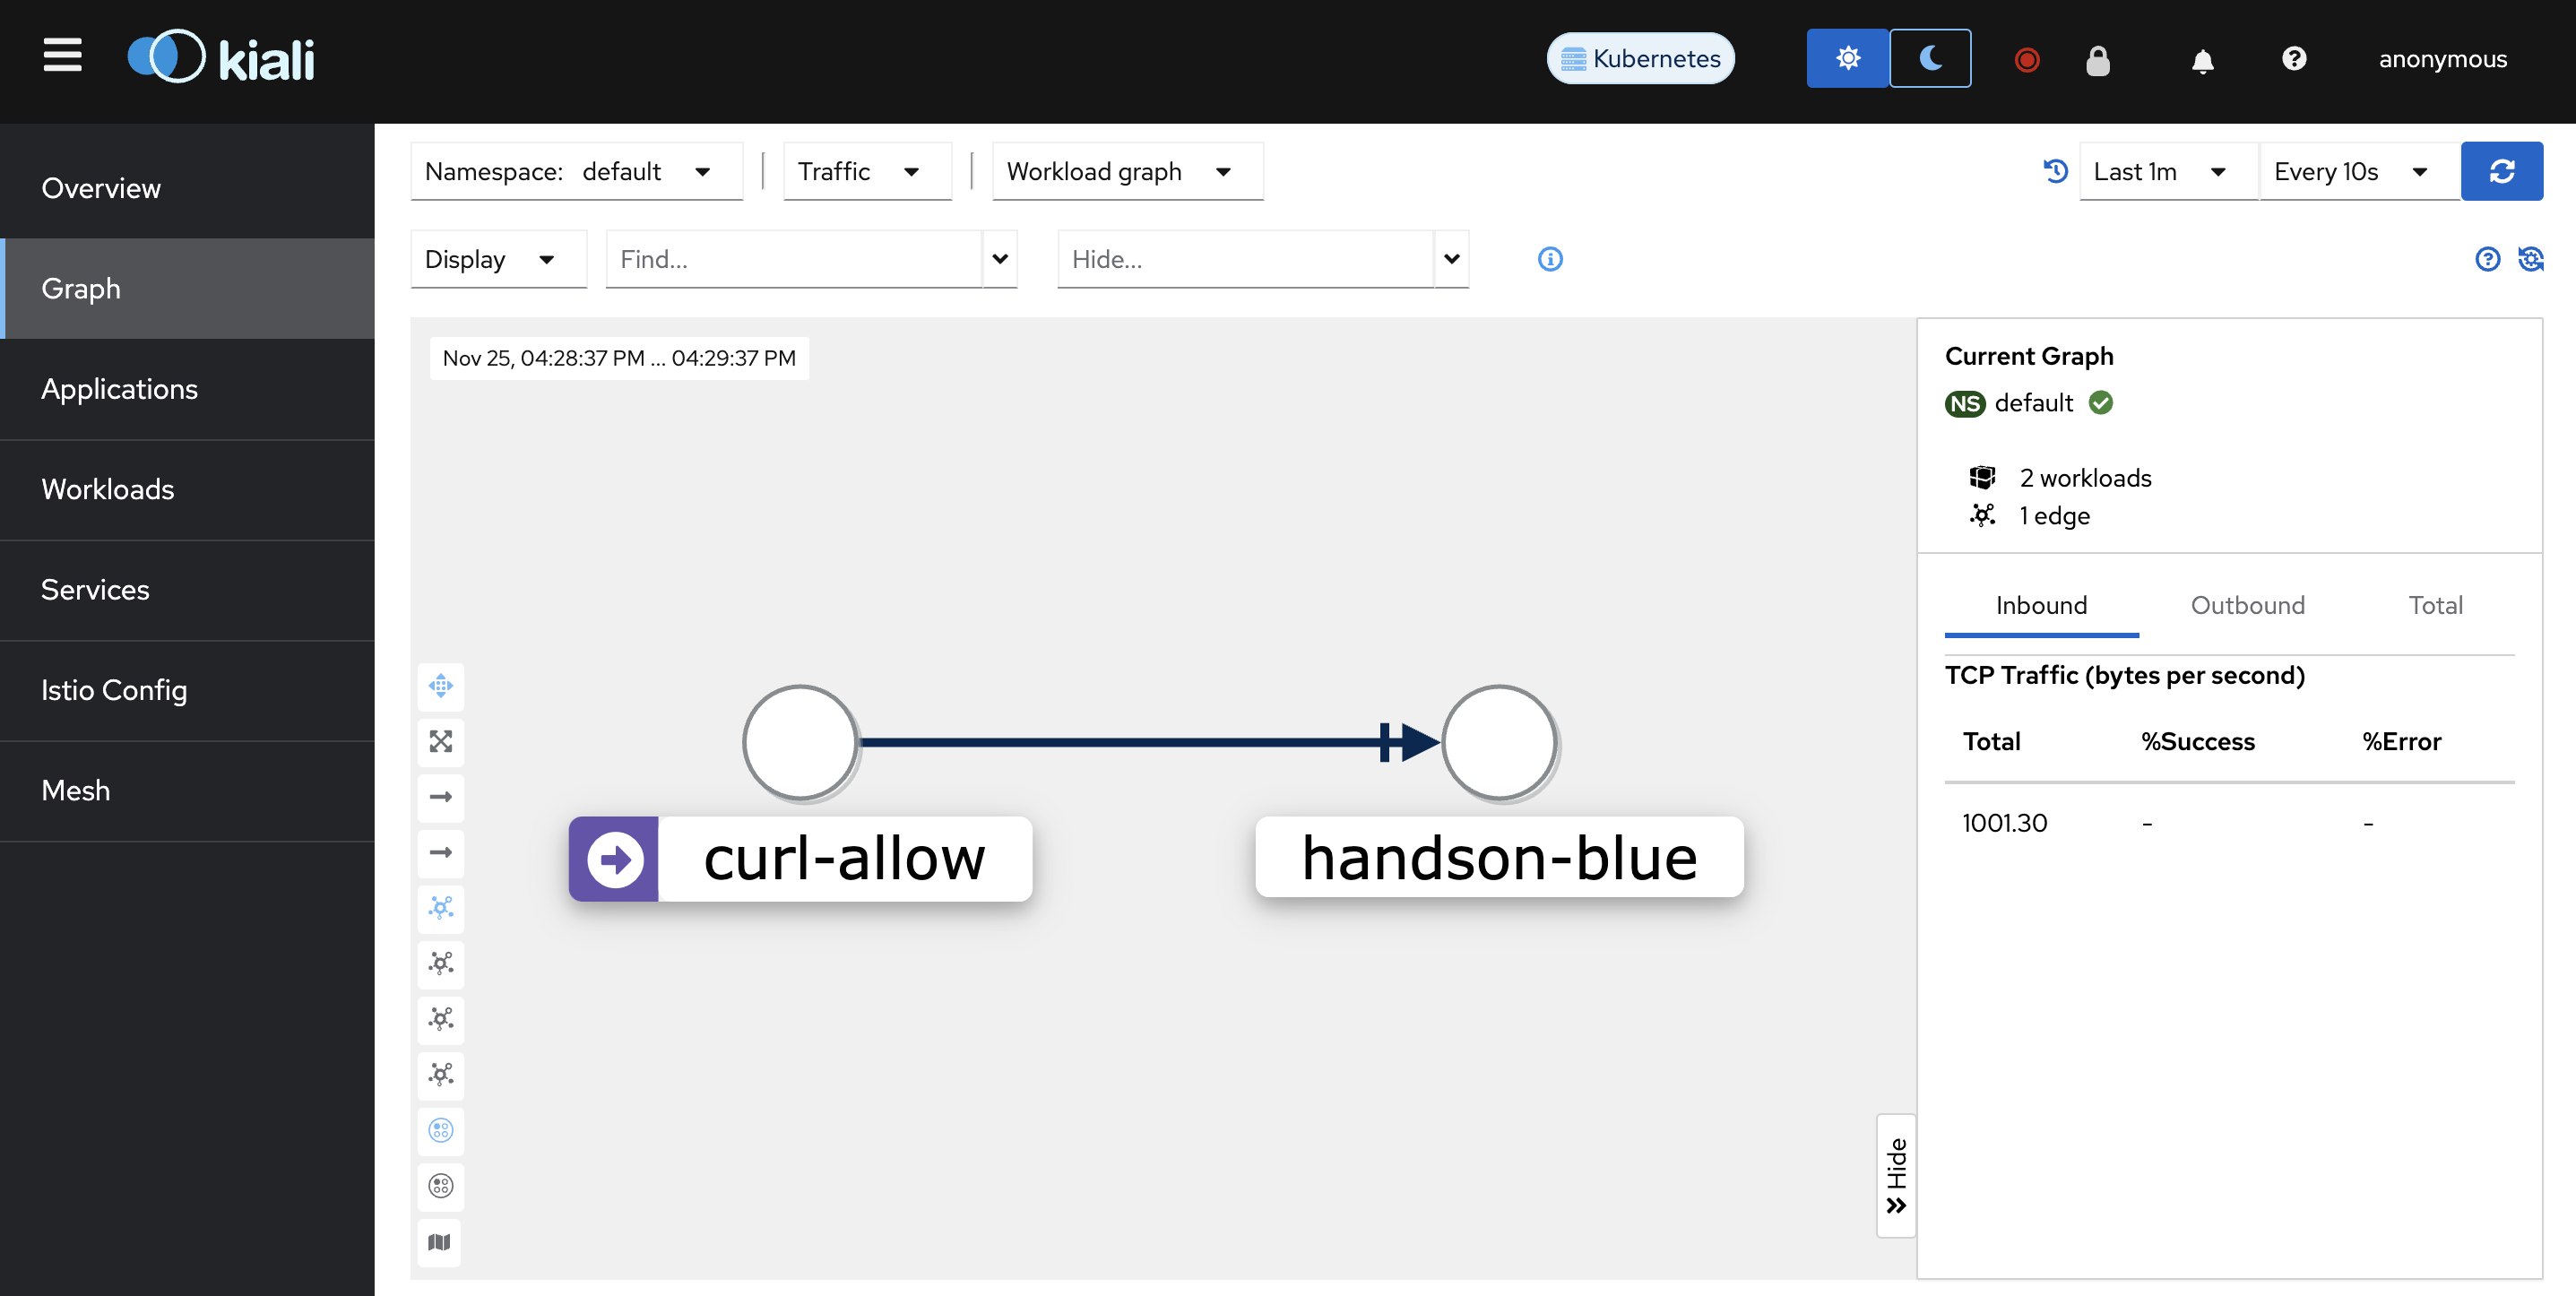 kiali
Kubernetes
anonymous
Overview
Graph
Applications
Workloads
Services
Istio Config
Mesh
Namespace: default
Traffic
Workload graph
Last 1m
Every 10s
Display
Find...
Hide...
Nov 25, 04:28:37 PM ... 04:29:37 PM
curl-allow
handson-blue
Hide
Current Graph
NS default
2 workloads
1 edge
Inbound Outbound Total
TCP Traffic (bytes per second)
Total %Success %Error
1001.30 - -